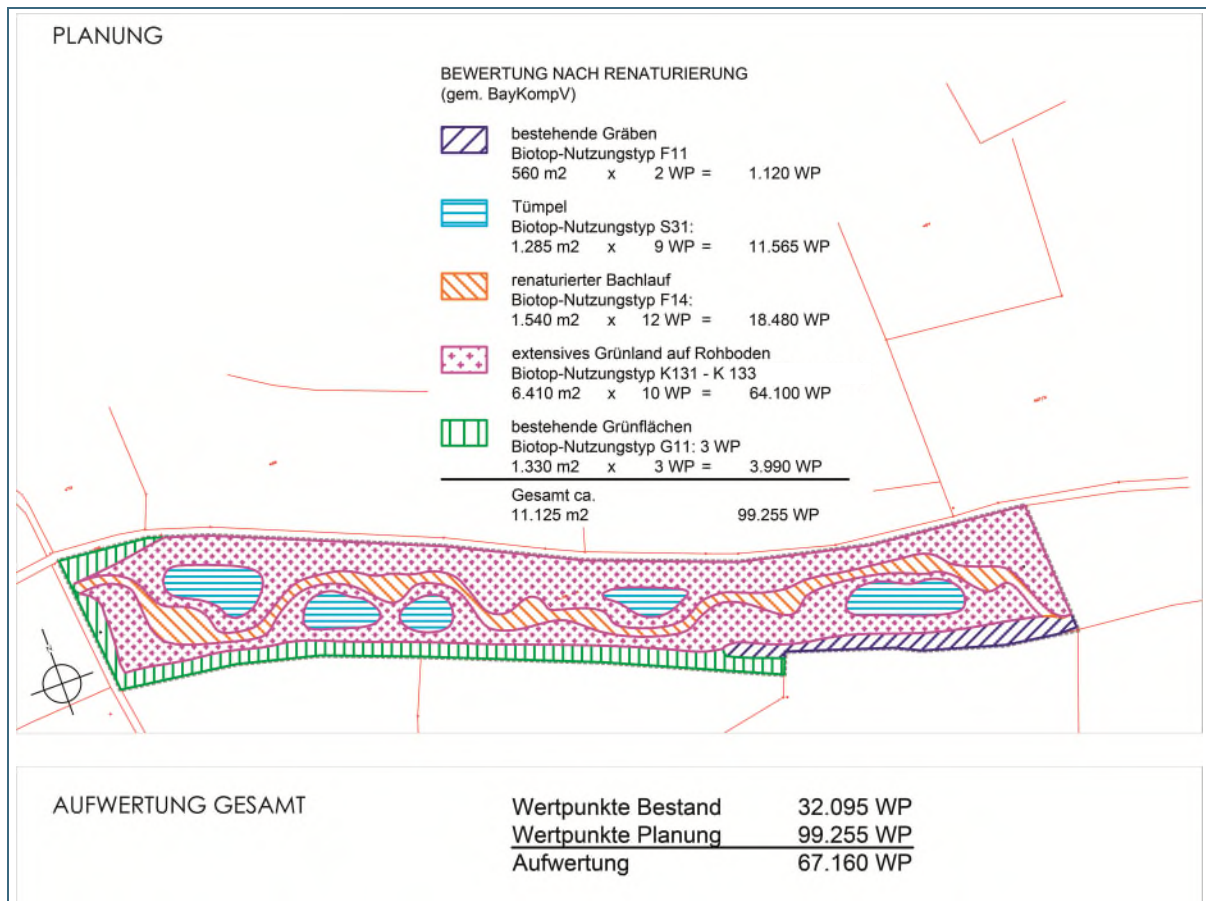 PLANUNG
BEWERTUNG NACH RENATURIERUNG
(gem. BayKompV)
bestehende Gräben
Biotop-Nutzungstyp F11
560 m2 x 2 WP = 1.120 WP
Tümpel
Biotop-Nutzungstyp S31:
1.285 m2 x 9 WP = 11.565 WP
renaturierter Bachlauf
Biotop-Nutzungstyp F14:
1.540 m2 x 12 WP = 18.480 WP
extensives Grünland auf Rohboden
Biotop-Nutzungstyp K131 - K 133
6.410 m2 x 10 WP = 64.100 WP
bestehende Grünflächen
Biotop-Nutzungstyp G11: 3 WP
1.330 m2 x 3 WP = 3.990 WP
Gesamt ca.
11.125 m2 99.255 WP
AUFWERTUNG GESAMT
Wertpunkte Bestand 32.095 WP
Wertpunkte Planung 99.255 WP
Aufwertung 67.160 WP